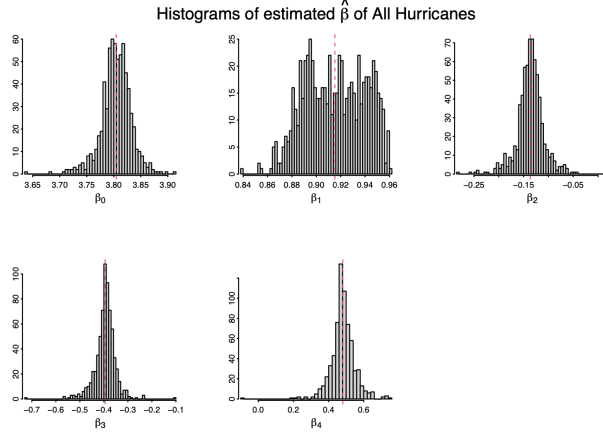 Histograms of estimated β̂ of All Hurricanes
0 10 20 30 40 50 60
3.65 3.70 3.75 3.80 3.85 3.90
β0
0 5 10 15 20 25
0.84 0.86 0.88 0.90 0.92 0.94 0.96
β1
0 10 20 30 40 50 60 70
−0.25 −0.15 −0.05
β2
0 20 40 60 80 100
−0.7 −0.6 −0.5 −0.4 −0.3 −0.2 −0.1
β3
0 20 40 60 80 100
0.0 0.2 0.4 0.6
β4